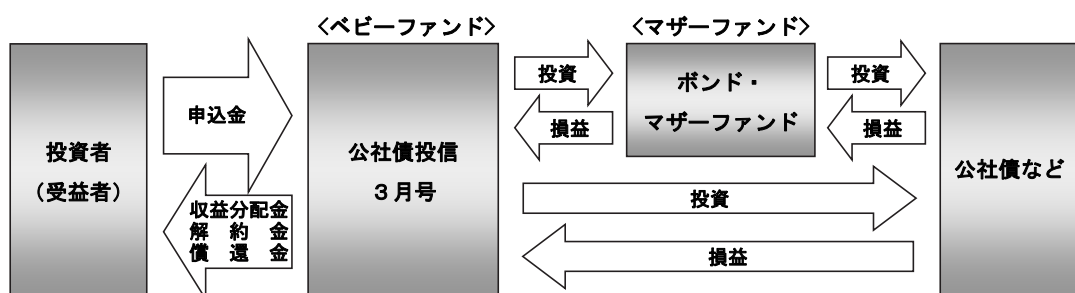 〈ベビーファンド〉
〈マザーファンド〉
投資者
（受益者）
申込金
収益分配金
解約金
償還金
公社債投信
３月号
投資
損益
ボンド・
マザーファンド
投資
損益
投資
損益
公社債など